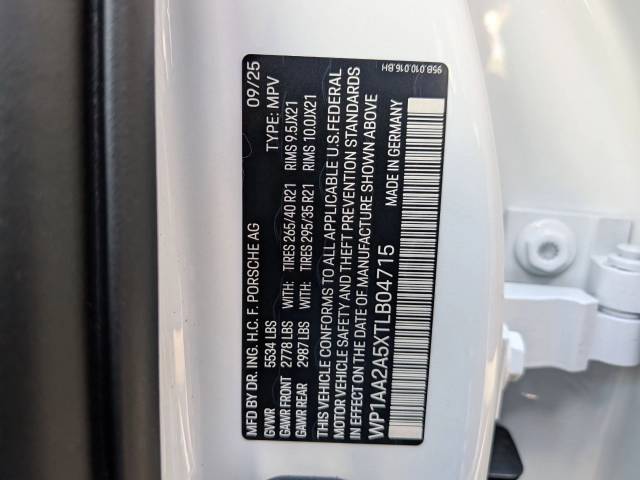 MFD BY DR. ING. H.C. F. PORSCHE AG 09/25
GVWR 5534 LBS TYPE: MPV
GAWR FRONT 2778 LBS WITH: TIRES 265/40 R21 RIMS 9.5JX21
GAWR REAR 2987 LBS WITH: TIRES 295/35 R21 RIMS 10.0JX21
THIS VEHICLE CONFORMS TO ALL APPLICABLE U.S.FEDERAL
MOTOR VEHICLE SAFETY AND THEFT PREVENTION STANDARDS
IN EFFECT ON THE DATE OF MANUFACTURE SHOWN ABOVE
WP1AA2A5XTLB04715 MADE IN GERMANY
95B.010.016.BH